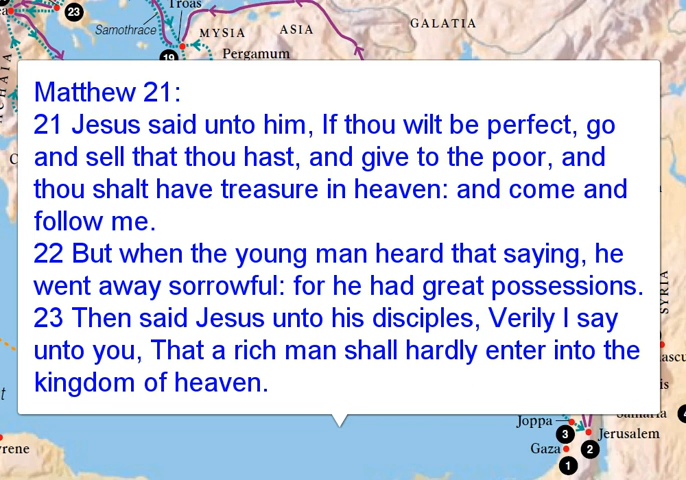 23
Troas
Samothrace
MYSIA
ASIA
GALATIA
Pergamum
19
Matthew 21:
21 Jesus said unto him, If thou wilt be perfect, go
and sell that thou hast, and give to the poor, and
thou shalt have treasure in heaven: and come and
follow me.
22 But when the young man heard that saying, he
went away sorrowful: for he had great possessions.
23 Then said Jesus unto his disciples, Verily I say
unto you, That a rich man shall hardly enter into the
kingdom of heaven.
Joppa
3
Jerusalem
Gaza
2
1